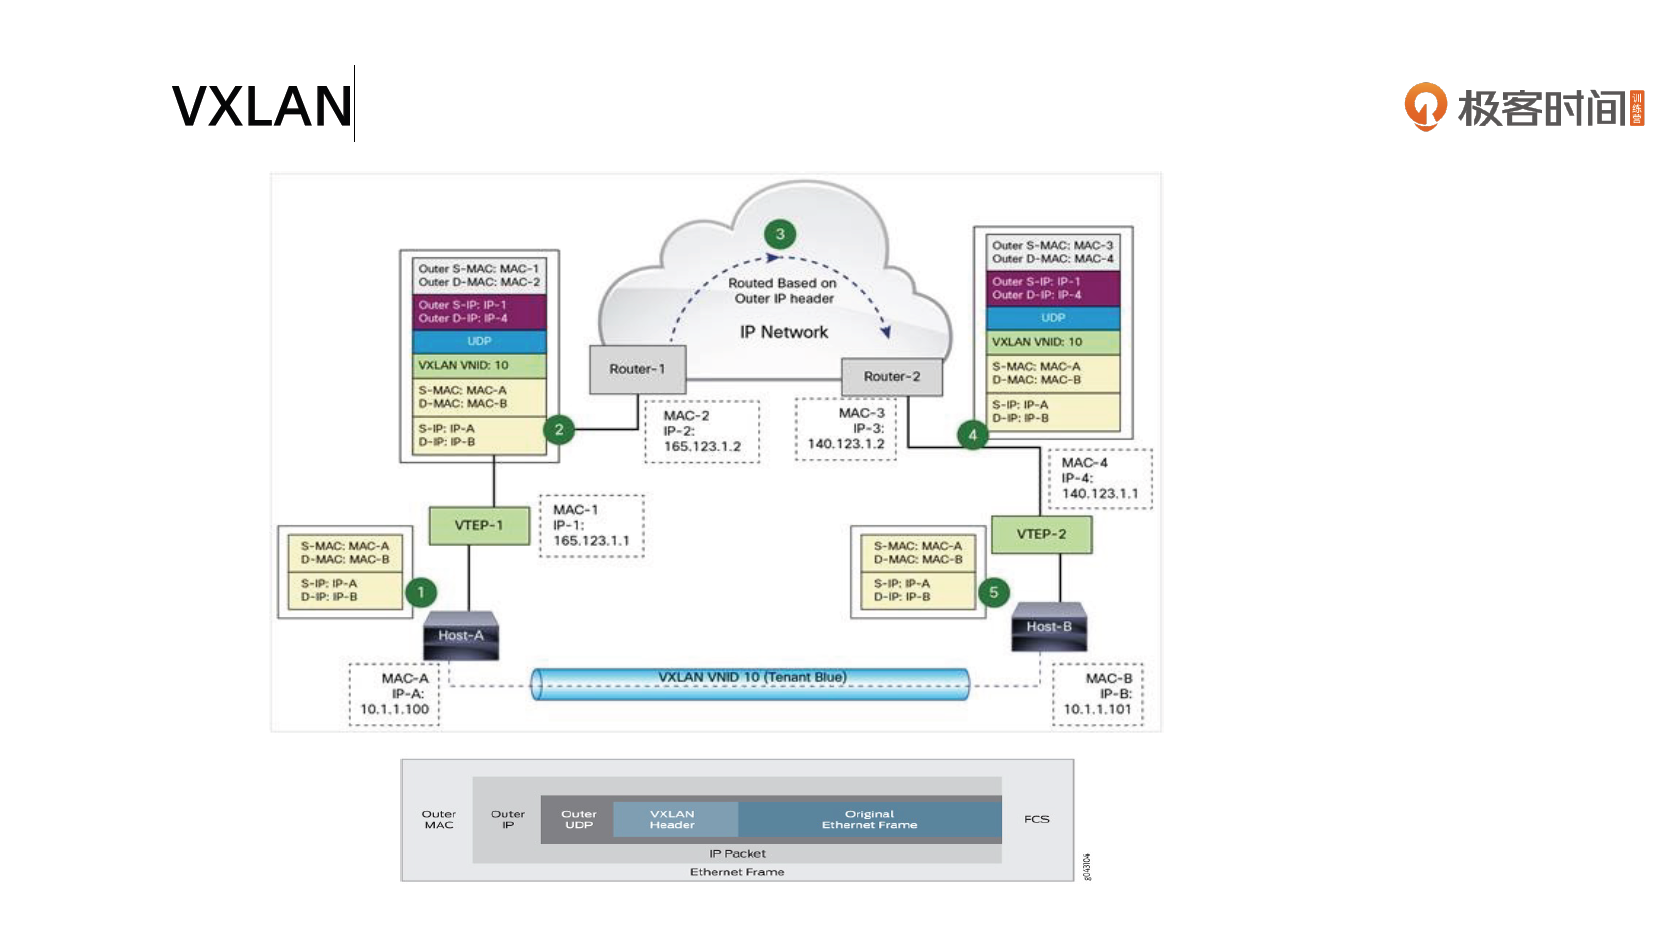 VXLAN
极客时间
训练营
3
Routed Based on
Outer IP header
IP Network
Outer S-MAC: MAC-1
Outer D-MAC: MAC-2
Outer S-IP: IP-1
Outer D-IP: IP-4
UDP
VXLAN VNID: 10
S-MAC: MAC-A
D-MAC: MAC-B
S-IP: IP-A
D-IP: IP-B
2
Router-1
MAC-2
IP-2:
165.123.1.2
Router-2
MAC-3
IP-3:
140.123.1.2
Outer S-MAC: MAC-3
Outer D-MAC: MAC-4
Outer S-IP: IP-1
Outer D-IP: IP-4
UDP
VXLAN VNID: 10
S-MAC: MAC-A
D-MAC: MAC-B
S-IP: IP-A
D-IP: IP-B
4
MAC-4
IP-4:
140.123.1.1
VTEP-1
MAC-1
IP-1:
165.123.1.1
VTEP-2
S-MAC: MAC-A
D-MAC: MAC-B
S-IP: IP-A
D-IP: IP-B
1
S-MAC: MAC-A
D-MAC: MAC-B
S-IP: IP-A
D-IP: IP-B
5
Host-A
Host-B
MAC-A
IP-A:
10.1.1.100
VXLAN VNID 10 (Tenant Blue)
MAC-B
IP-B:
10.1.1.101
Outer
MAC
Outer
IP
Outer
UDP
VXLAN
Header
Original
Ethernet Frame
FCS
IP Packet
Ethernet Frame
g043104